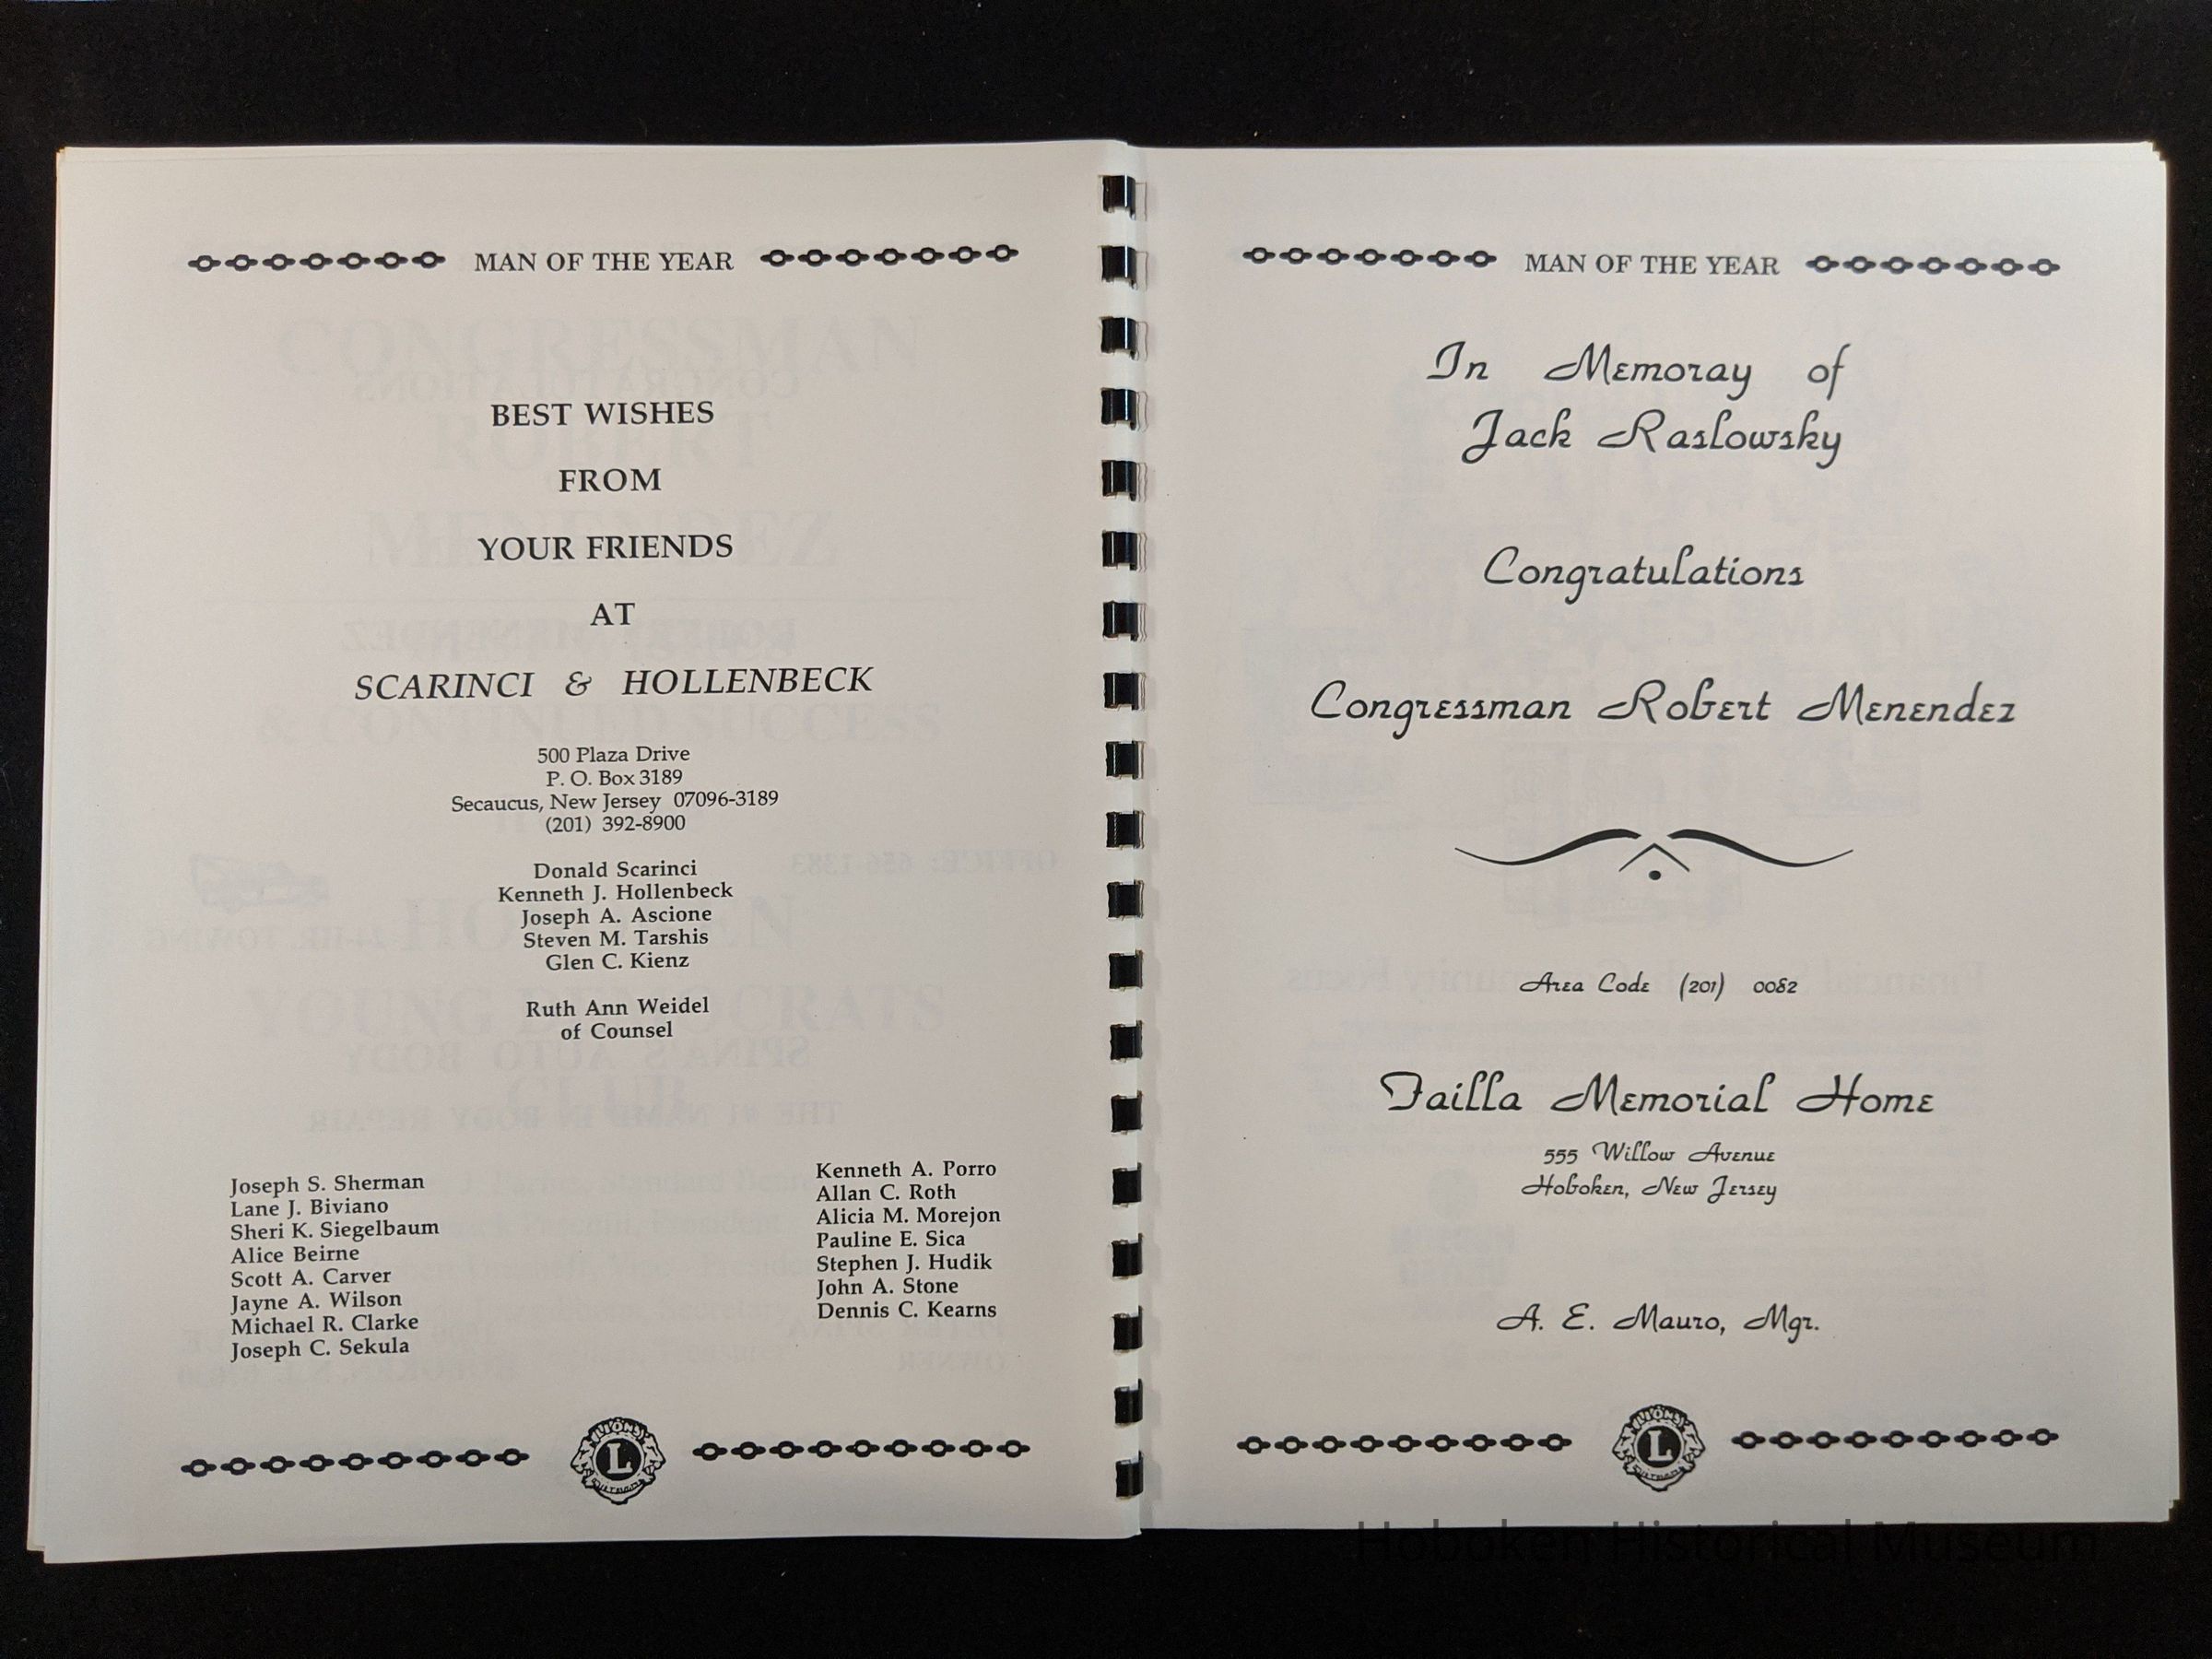 MAN OF THE YEAR
BEST WISHES
FROM
YOUR FRIENDS
AT
SCARINCI & HOLLENBECK
500 Plaza Drive
P. O. Box 3189
Secaucus, New Jersey 07096-3189
(201) 392-8900
Donald Scarinci
Kenneth J. Hollenbeck
Joseph A. Ascione
Steven M. Tarshis
Glen C. Kienz
Ruth Ann Weidel
of Counsel
Joseph S. Sherman
Lane J. Biviano
Sheri K. Siegelbaum
Alice Beirne
Scott A. Carver
Jayne A. Wilson
Michael R. Clarke
Joseph C. Sekula
Kenneth A. Porro
Allan C. Roth
Alicia M. Morejon
Pauline E. Sica
Stephen J. Hudik
John A. Stone
Dennis C. Kearns
LIONS
L
MAN OF THE YEAR
In Memoray of
Jack Raslowsky
Congratulations
Congressman Robert Menendez
Area Code (201) 0082
Failla Memorial Home
555 Willow Avenue
Hoboken, New Jersey
A. E. Mauro, Mgr.
LIONS
L
Hoboken Historical Museum